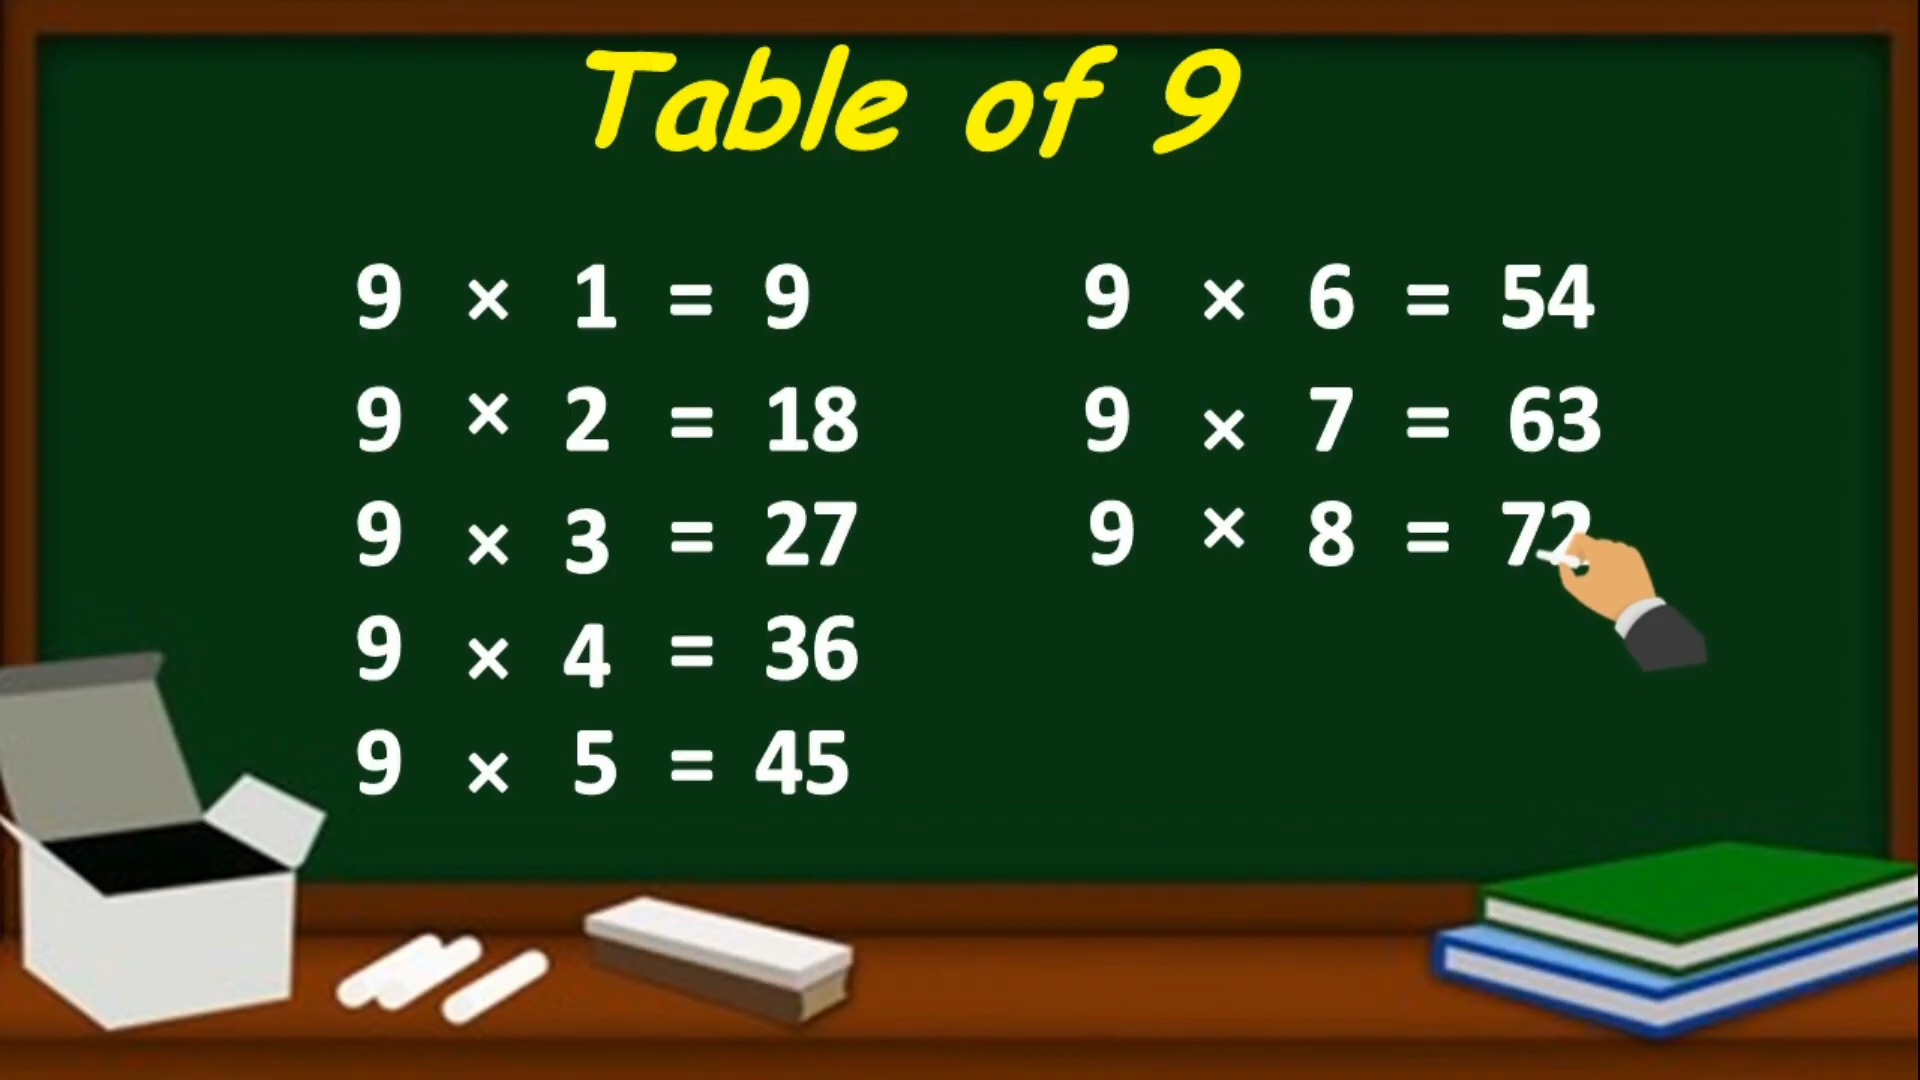 Table of 9
9 × 1 = 9
9 × 2 = 18
9 × 3 = 27
9 × 4 = 36
9 × 5 = 45
9 × 6 = 54
9 × 7 = 63
9 × 8 = 72